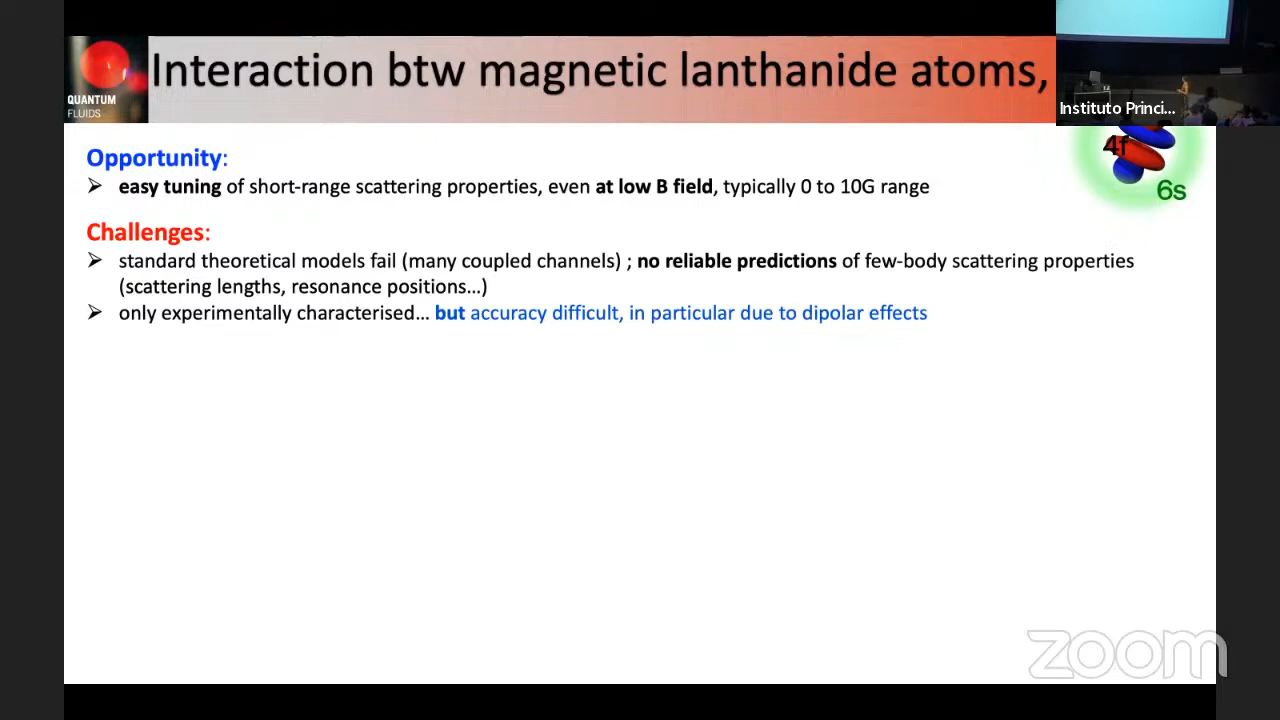 Interaction btw magnetic lanthanide atoms,
QUANTUM
FLUIDS
Instituto Princi...
Opportunity:
➢ easy tuning of short-range scattering properties, even at low B field, typically 0 to 10G range
4f
6s
Challenges:
➢ standard theoretical models fail (many coupled channels) ; no reliable predictions of few-body scattering properties
(scattering lengths, resonance positions…)
➢ only experimentally characterised… but accuracy difficult, in particular due to dipolar effects
zoom